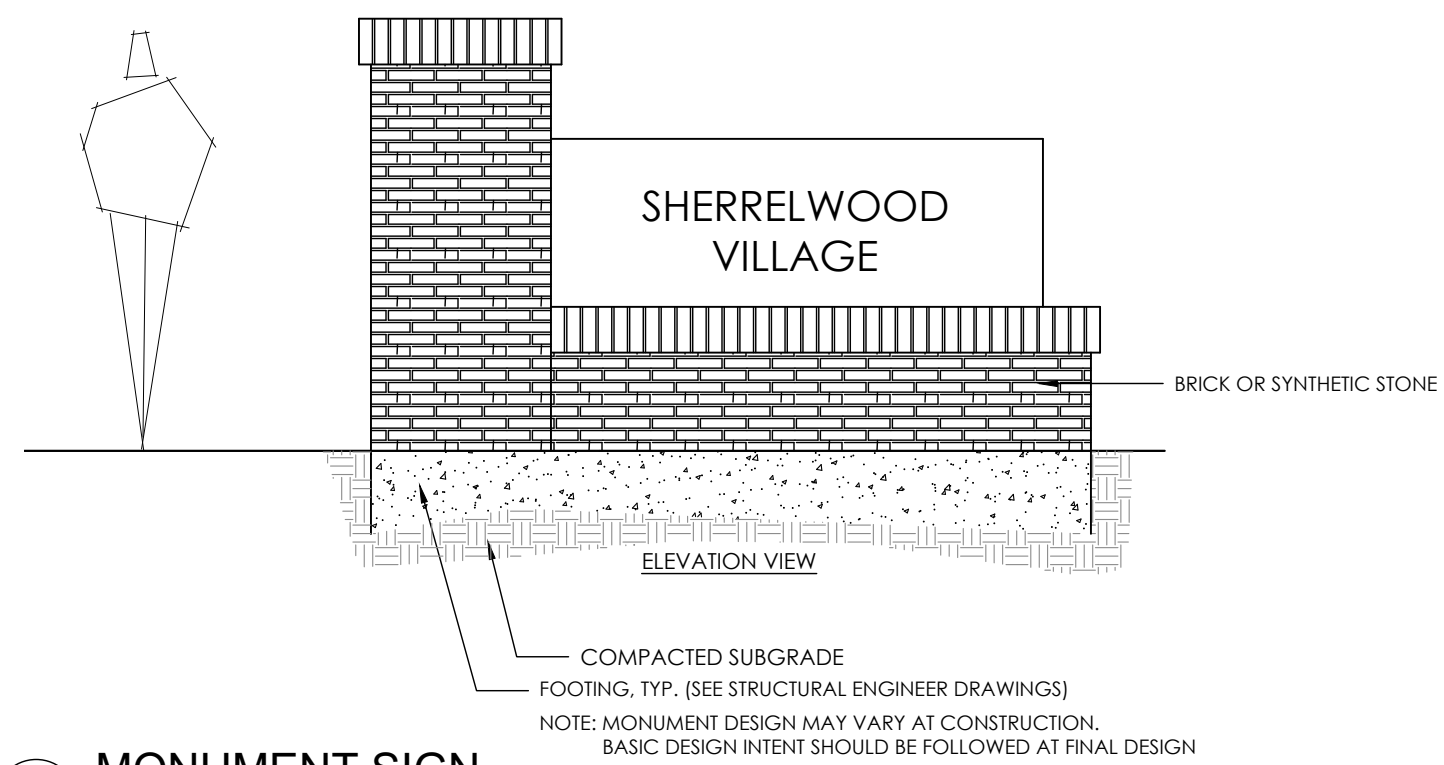 SHERRELWOOD
VILLAGE
BRICK OR SYNTHETIC STONE
ELEVATION VIEW
COMPACTED SUBGRADE
FOOTING, TYP. (SEE STRUCTURAL ENGINEER DRAWINGS)
NOTE: MONUMENT DESIGN MAY VARY AT CONSTRUCTION.
BASIC DESIGN INTENT SHOULD BE FOLLOWED AT FINAL DESIGN
MONUMENT SIGN